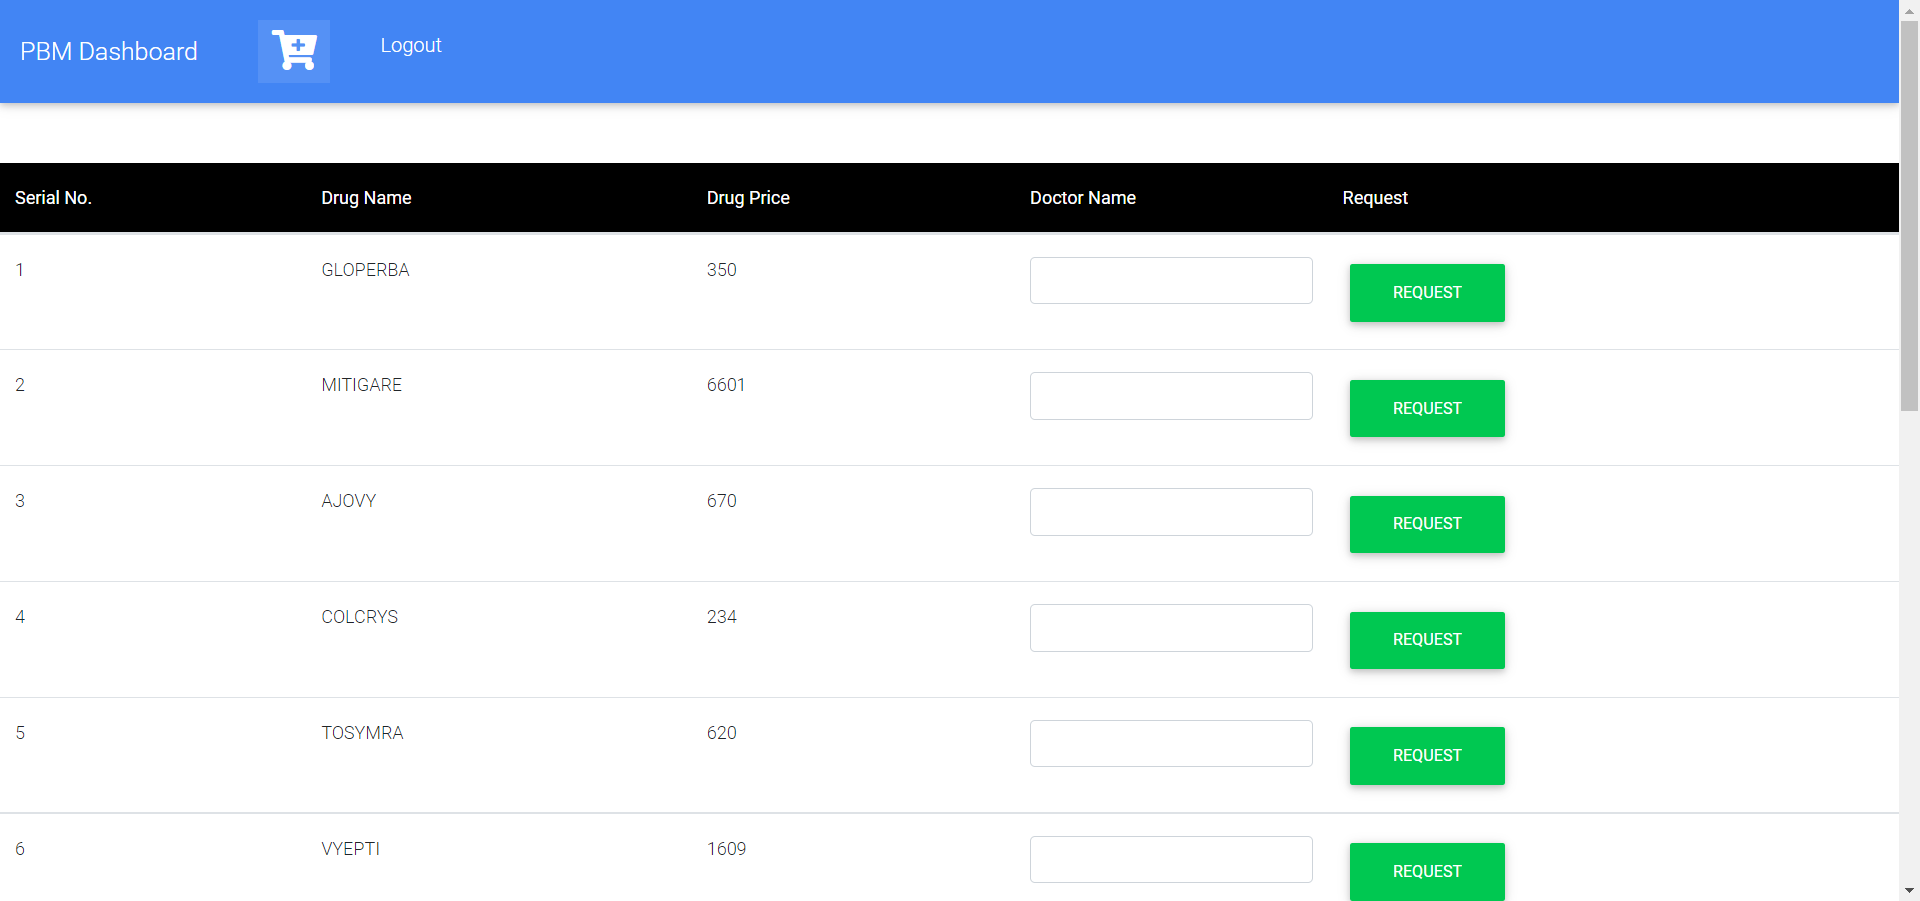 PBM Dashboard Logout
Serial No. Drug Name Drug Price Doctor Name Request
1 GLOPERBA 350 REQUEST
2 MITIGARE 6601 REQUEST
3 AJOVY 670 REQUEST
4 COLCRYS 234 REQUEST
5 TOSYMRA 620 REQUEST
6 VYEPTI 1609 REQUEST